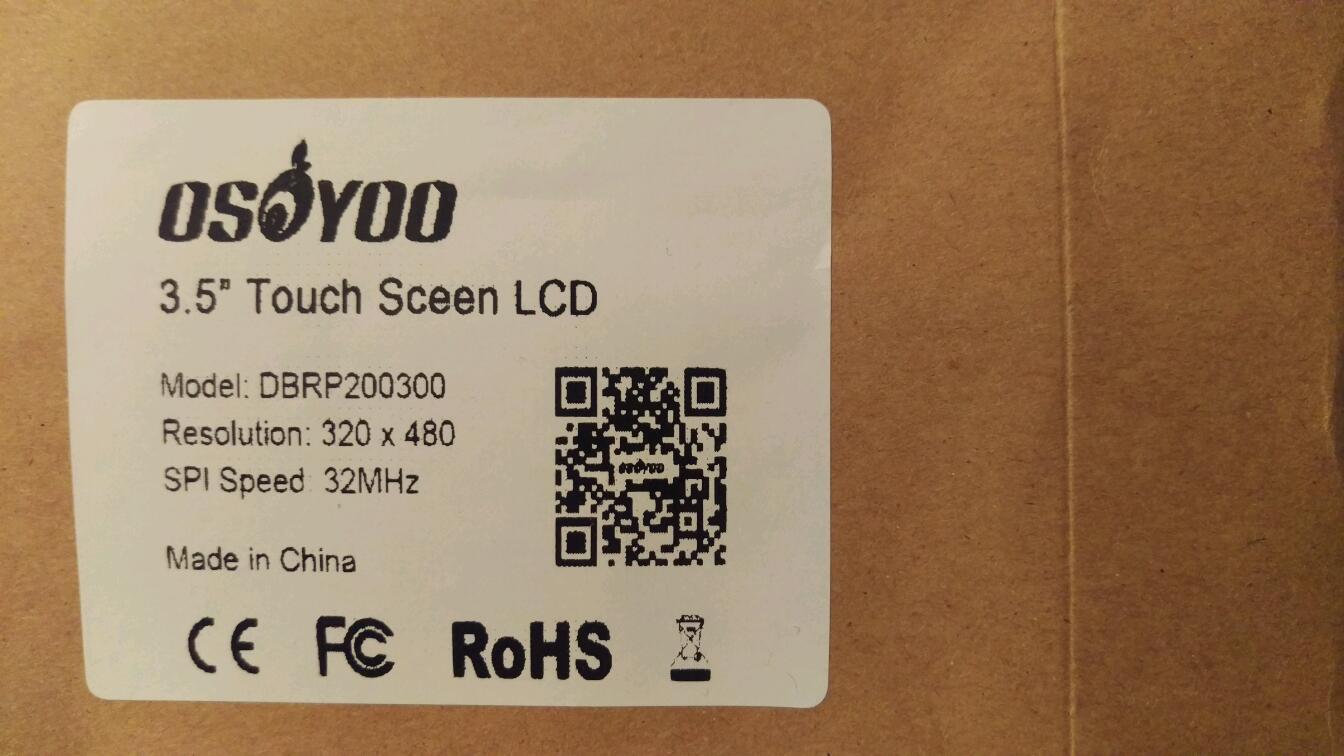 OSOYOO
3.5" Touch Sceen LCD
Model: DBRP200300
Resolution: 320 x 480
SPI Speed: 32MHz
OSOYOO
Made in China
CE FC RoHS